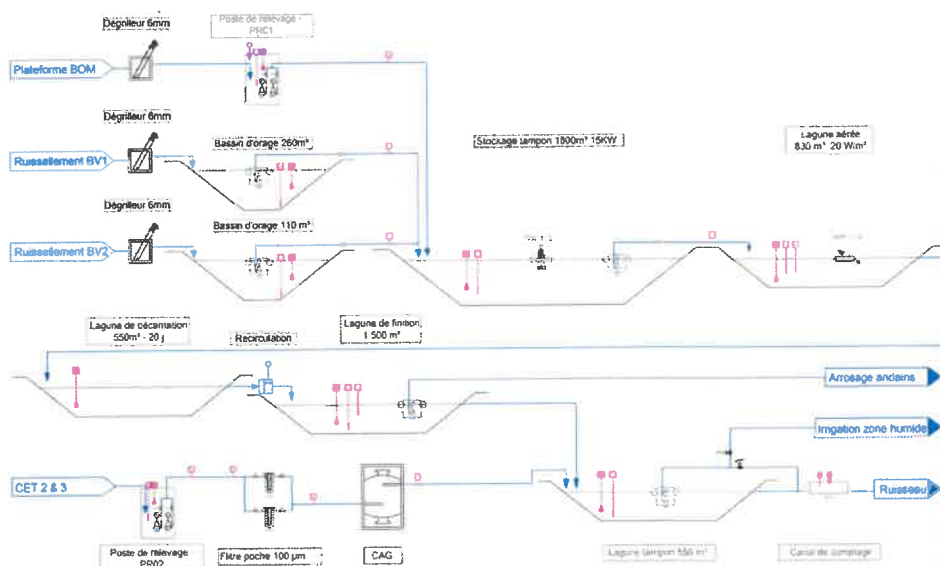 Dégrilleur 6mm
Poste de relevage -
PR01
Plateforme BOM
Dégrilleur 6mm
Bassin d'orage 260m³
Stockage tampon 1800m³ 15KW
Lagune aérée
830 m³ 20 W/m³
Ruissellement BV1
Dégrilleur 6mm
Bassin d'orage 110 m³
Ruissellement BV2
Lagune de décantation
550m³ - 20 j
Recirculation
Lagune de finition
1 500 m³
Arrosage andains
Irrigation zone humide
CET 2 & 3
Ruisseau
Poste de relevage
PR02
Filtre poche 100 µm
CAG
Lagune tampon 556 m³
Canal de comptage